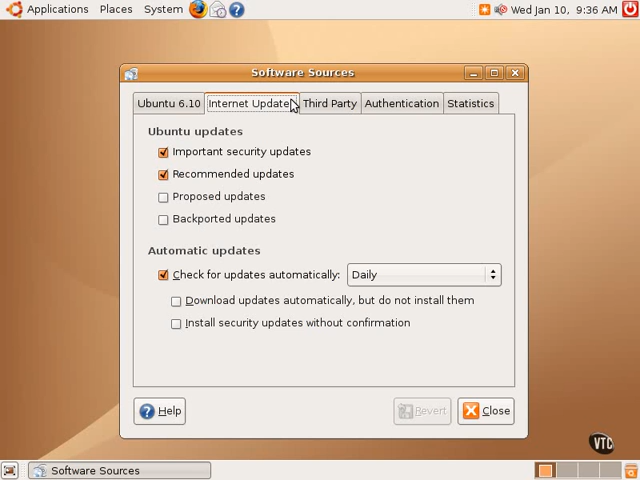 Applications Places System Wed Jan 10, 9:36 AM
Software Sources
Ubuntu 6.10 Internet Update Third Party Authentication Statistics
Ubuntu updates
Important security updates
Recommended updates
Proposed updates
Backported updates
Automatic updates
Check for updates automatically: Daily
Download updates automatically, but do not install them
Install security updates without confirmation
Help Revert Close
VTC
Software Sources